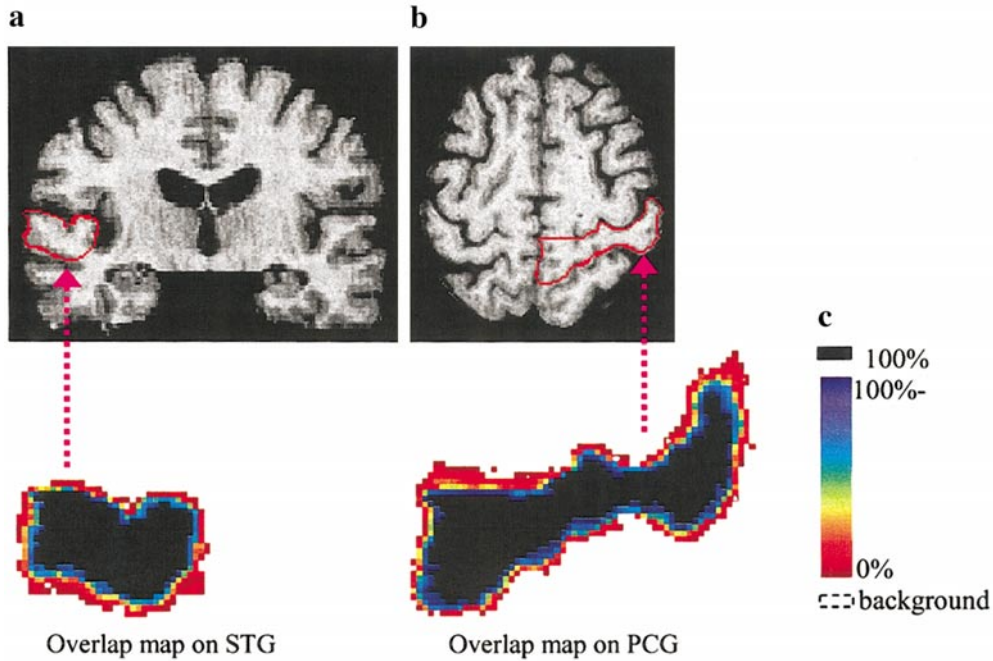 a
b
c
100%
100%-
0%
background
Overlap map on STG
Overlap map on PCG